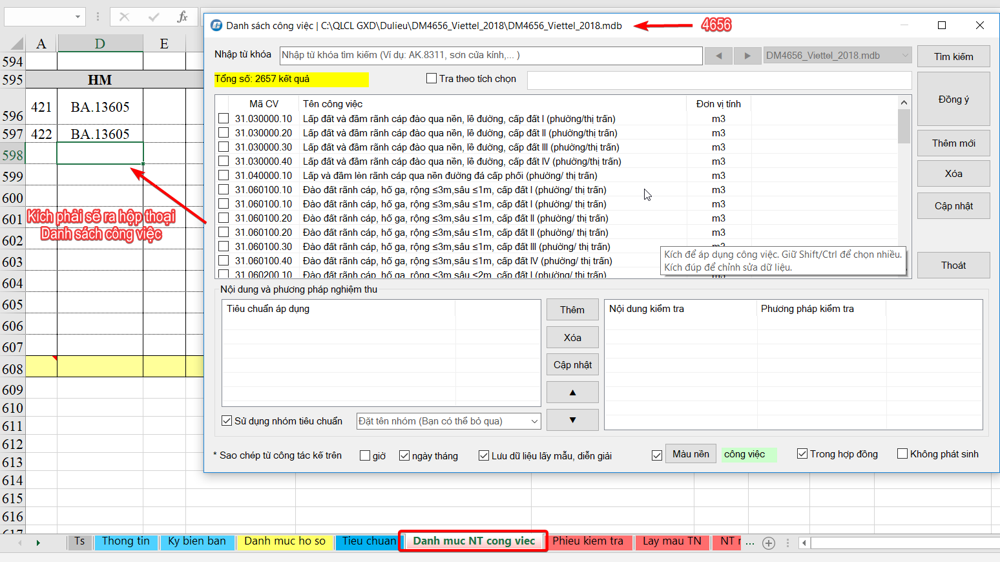 fx
Danh sách công việc | C:\QLCL GXD\Dulieu\DM4656_Viettel_2018\DM4656_Viettel_2018.mdb
4656
A D E
594
595 HM
596 421 BA.13605
597 422 BA.13605
598
599
600
601
602
603
604
605
606
607
608
609
610
611
612
613
614
615
616
Kích phải sẽ ra hộp thoại
Danh sách công việc
Nhập từ khóa
Nhập từ khóa tìm kiếm (Ví dụ: AK.8311, sơn cửa kính,... )
DM4656_Viettel_2018.mdb
Tìm kiếm
Tổng số: 2657 kết quả
Tra theo tích chọn
Đồng ý
Thêm mới
Xóa
Cập nhật
Thoát
Mã CV Tên công việc Đơn vị tính
31.030000.10 Lấp đất và đầm rãnh cáp đào qua nền, lề đường, cấp đất I (phường/thị trấn) m3
31.030000.20 Lấp đất và đầm rãnh cáp đào qua nền, lề đường, cấp đất II (phường/thị trấn) m3
31.030000.30 Lấp đất và đầm rãnh cáp đào qua nền, lề đường, cấp đất III (phường/thị trấn) m3
31.030000.40 Lấp đất và đầm rãnh cáp đào qua nền, lề đường, cấp đất IV (phường/thị trấn) m3
31.040000.10 Lấp và đầm lèn rãnh cáp qua nền đường đá cấp phối (phường/ thị trấn) m3
31.060100.10 Đào đất rãnh cáp, hố ga, rộng ≤3m,sâu ≤1m, cấp đất I (phường/ thị trấn) m3
31.060100.10 Đào đất rãnh cáp, hố ga, rộng ≤3m,sâu ≤1m, cấp đất I (phường/ thị trấn) m3
31.060100.20 Đào đất rãnh cáp, hố ga, rộng ≤3m,sâu ≤1m, cấp đất II (phường/ thị trấn) m3
31.060100.20 Đào đất rãnh cáp, hố ga, rộng ≤3m,sâu ≤1m, cấp đất II (phường/ thị trấn) m3
31.060100.30 Đào đất rãnh cáp, hố ga, rộng ≤3m,sâu ≤1m, cấp đất III (phường/ thị trấn) m3
31.060100.40 Đào đất rãnh cáp, hố ga, rộng ≤3m,sâu ≤1m, cấp đất IV (phường/ thị trấn)
31.060200.10 Đào đất rãnh cáp, hố ga, rộng ≤3m,sâu ≤2m, cấp đất I (phường/ thị trấn) m3
Kích để áp dụng công việc. Giữ Shift/Ctrl để chọn nhiều.
Kích đúp để chỉnh sửa dữ liệu.
Nội dung và phương pháp nghiệm thu
Tiêu chuẩn áp dụng
Thêm
Xóa
Cập nhật
▲
▼
Nội dung kiểm tra Phương pháp kiểm tra
Sử dụng nhóm tiêu chuẩn
Đặt tên nhóm (Bạn có thể bỏ qua)
* Sao chép từ công tác kế trên giờ ngày tháng Lưu dữ liệu lấy mẫu, diễn giải Màu nền công việc Trong hợp đồng Không phát sinh
Ts Thong tin Ky bien ban Danh muc ho so Tieu chuan Danh muc NT cong viec Phieu kiem tra Lay mau TN NT ...